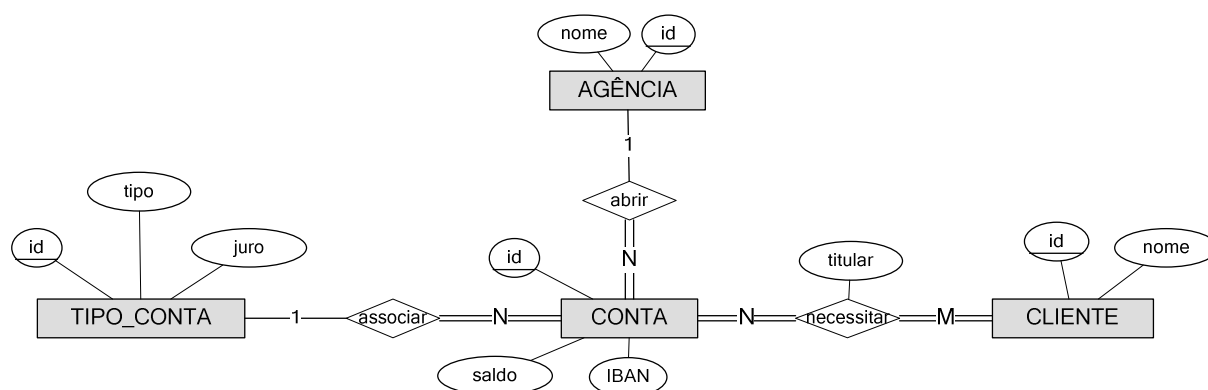 nome
id
AGÊNCIA
1
abrir
N
tipo
id
juro
TIPO_CONTA
1
associar
N
id
CONTA
saldo
IBAN
N
titular
necessitar
M
id
nome
CLIENTE